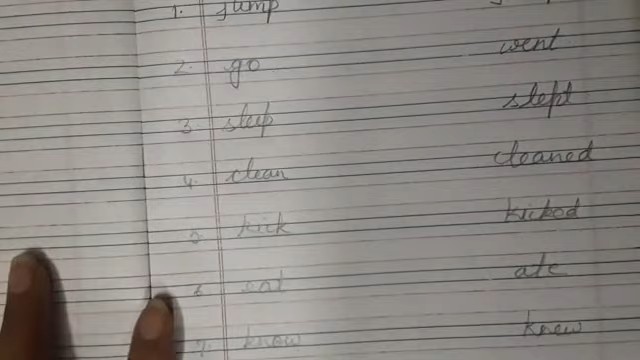 1. Jump
2. go went
3. sleep slept
4. clean cleaned
5. kick kicked
6. eat ate
7. know knew